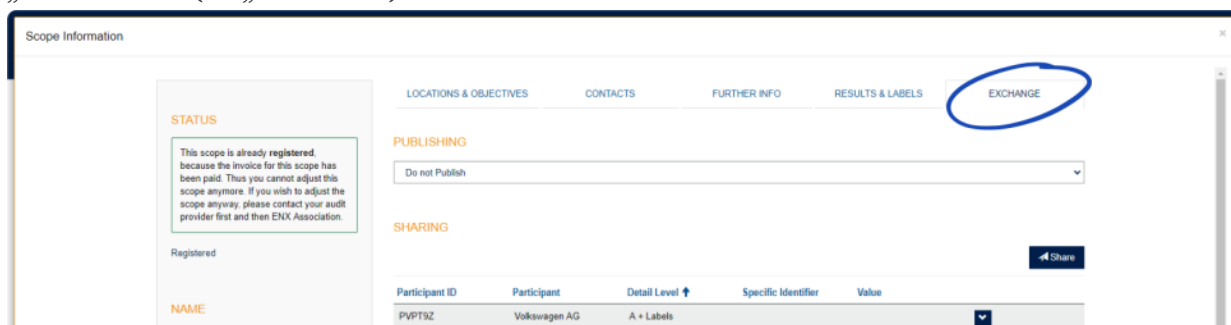 Scope Information
×
LOCATIONS & OBJECTIVES
CONTACTS
FURTHER INFO
RESULTS & LABELS
EXCHANGE
STATUS
This scope is already registered,
because the invoice for this scope has
been paid. Thus you cannot adjust this
scope anymore. If you wish to adjust the
scope anyway, please contact your audit
provider first and then ENX Association.
Registered
NAME
PUBLISHING
Do not Publish
SHARING
Share
Participant ID Participant Detail Level ↑ Specific Identifier Value
PVPT9Z Volkswagen AG A + Labels